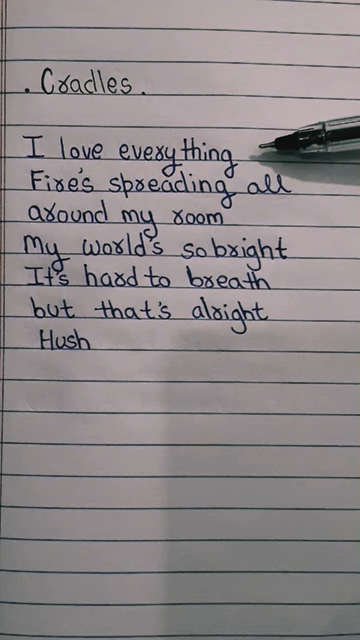 . Cradles .
I love everything
Fire's spreading all
around my room
My world's so bright
It's hard to breath
but that's alright
Hush